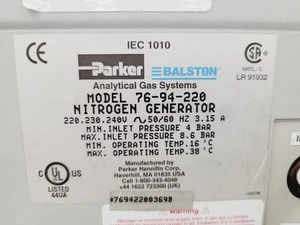 IEC 1010
CE
Parker BALSTON
NRTL/C
LR 91932
Analytical Gas Systems
MODEL 76-94-220
NITROGEN GENERATOR
220.230.240V ~ 50/60 HZ 3.15 A
MIN. INLET PRESSURE 4 BAR
MAX. INLET PRESSURE 8.6 BAR
MIN. OPERATING TEMP.16°C
MAX. OPERATING TEMP. 38°C
UL
LISTED
44UA
Manufactured by
Parker Hannifin Corp.
Haverhill, MA 01835 USA
Call 1-800-343-4048
+44 1622 723300 (UK)
Warning